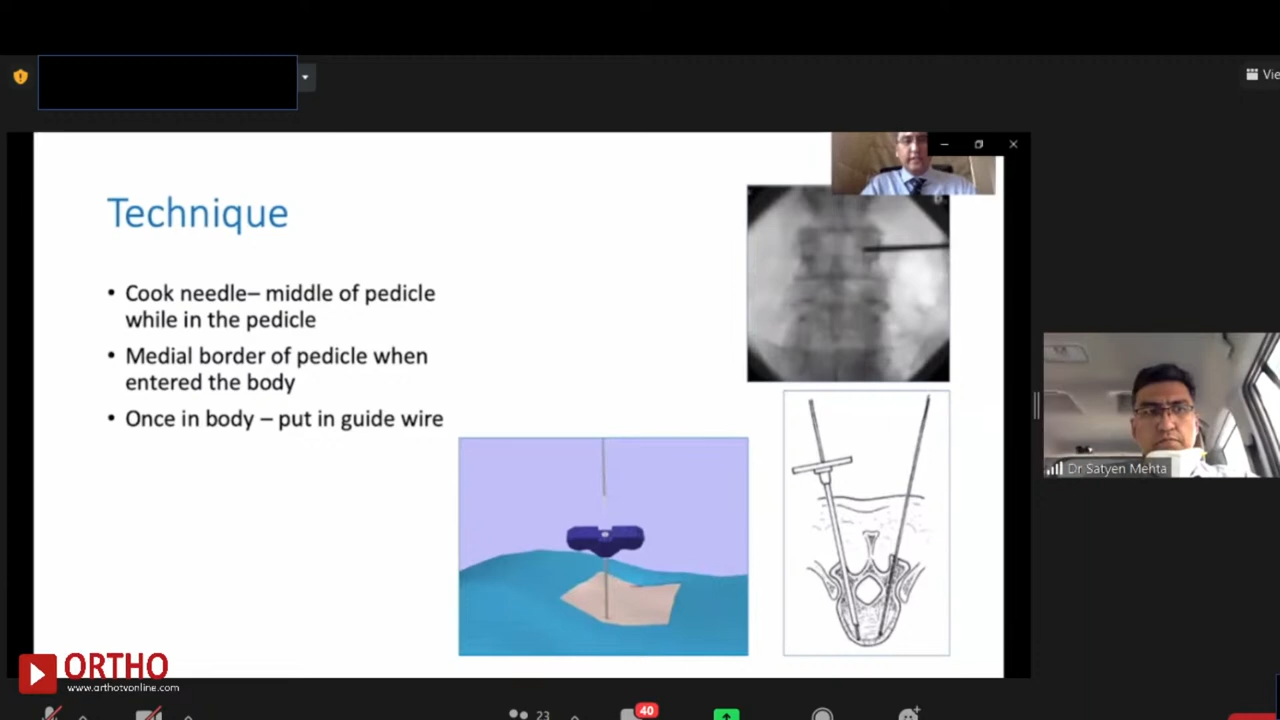 Vie
Technique
• Cook needle– middle of pedicle
while in the pedicle
• Medial border of pedicle when
entered the body
• Once in body – put in guide wire
Dr Satyen Mehta
ORTHO
www.orthotvonline.com
23
40